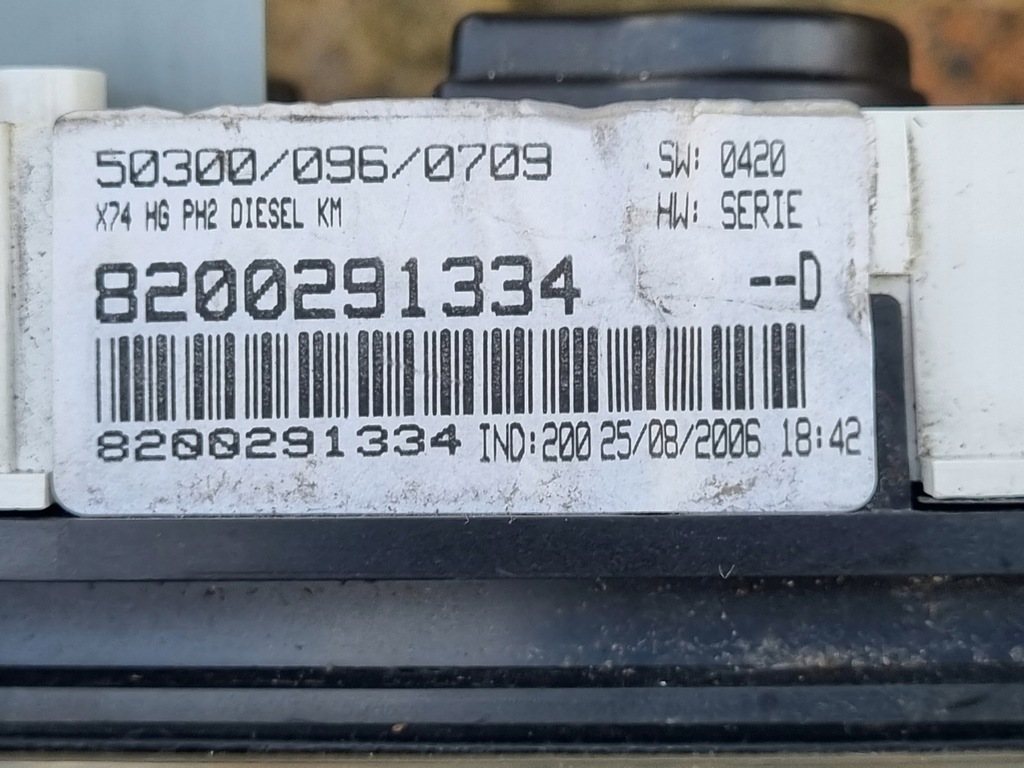 50300/096/0709 SW: 0420
X74 HG PH2 DIESEL KM HW: SERIE
8200291334 --D
8200291334 IND:200 25/08/2006 18:42